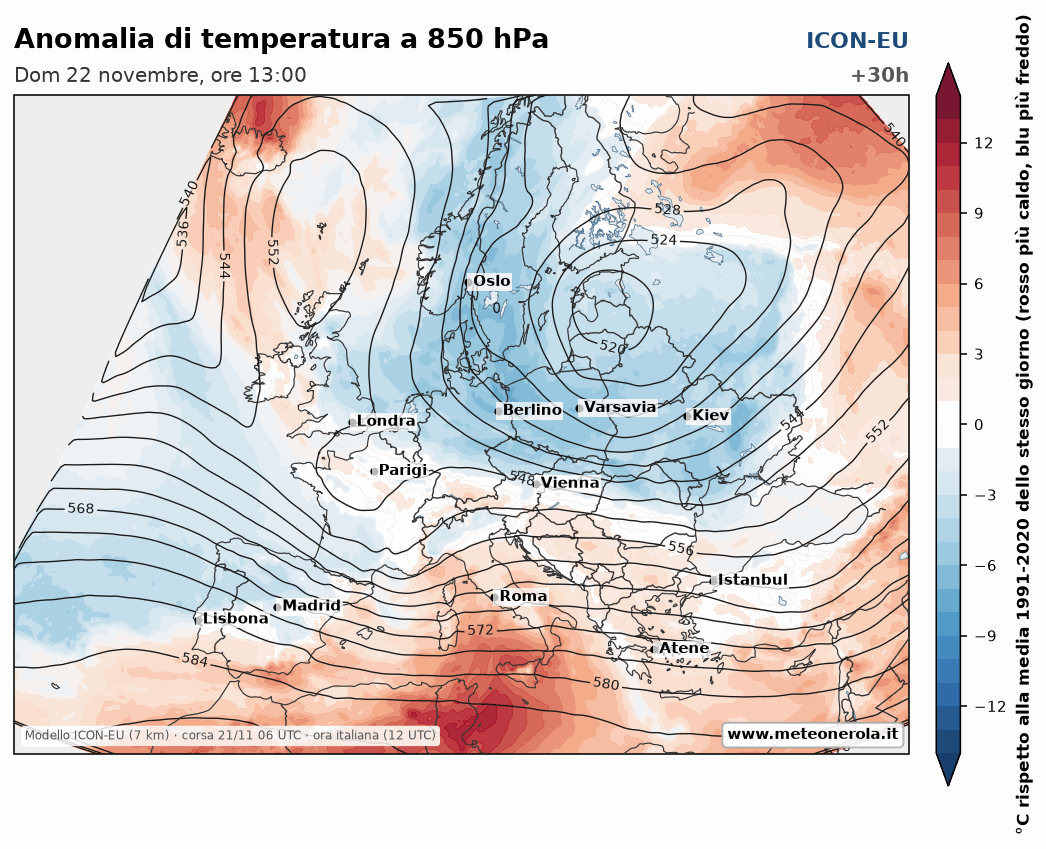 Anomalia di temperatura a 850 hPa
ICON-EU
Dom 22 novembre, ore 13:00
+30h
540
540
536
528
552
544
524
Oslo
0
520
12
9
6
3
0
−3
−6
−9
−12
°C rispetto alla media 1991-2020 dello stesso giorno (rosso più caldo, blu più freddo)
Berlino
Varsavia
Kiev
Londra
544
552
Parigi
548
Vienna
568
556
Istanbul
Madrid
Roma
Lisbona
572
Atene
584
580
Modello ICON-EU (7 km) · corsa 21/11 06 UTC · ora italiana (12 UTC)
www.meteonerola.it